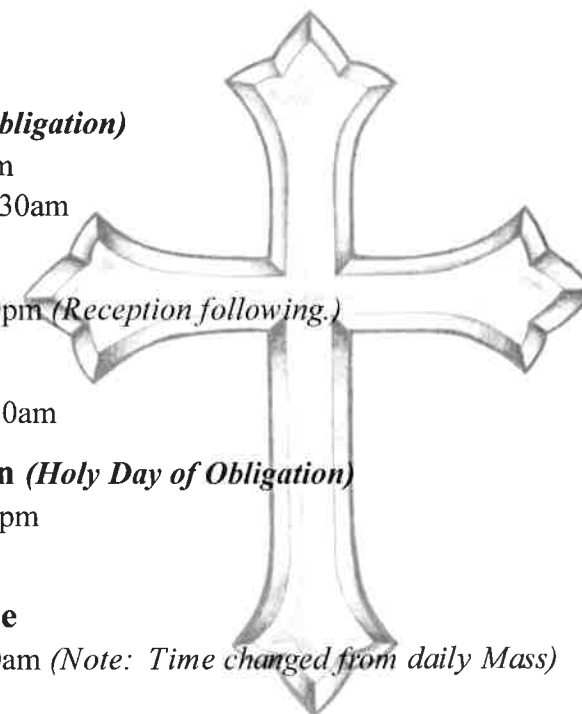 bligation)
m
30am
pm (Reception following.)
0am
n (Holy Day of Obligation)
pm
e
am (Note: Time changed from daily Mass)